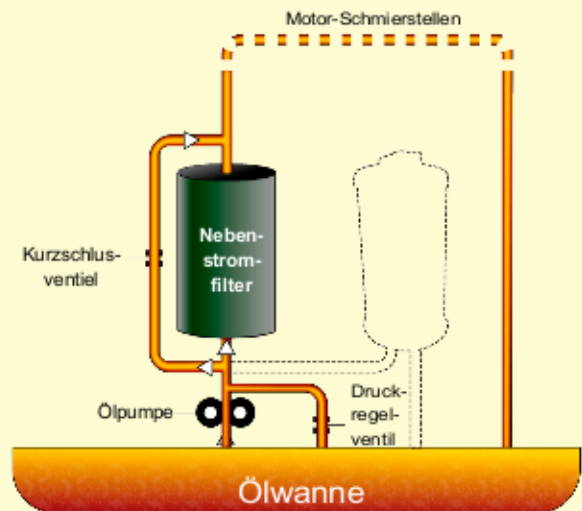 Motor-Schmierstellen
Neben-
strom-
filter
Kurzschlus-
ventiel
Ölpumpe
Druck-
regel-
ventil
Ölwanne